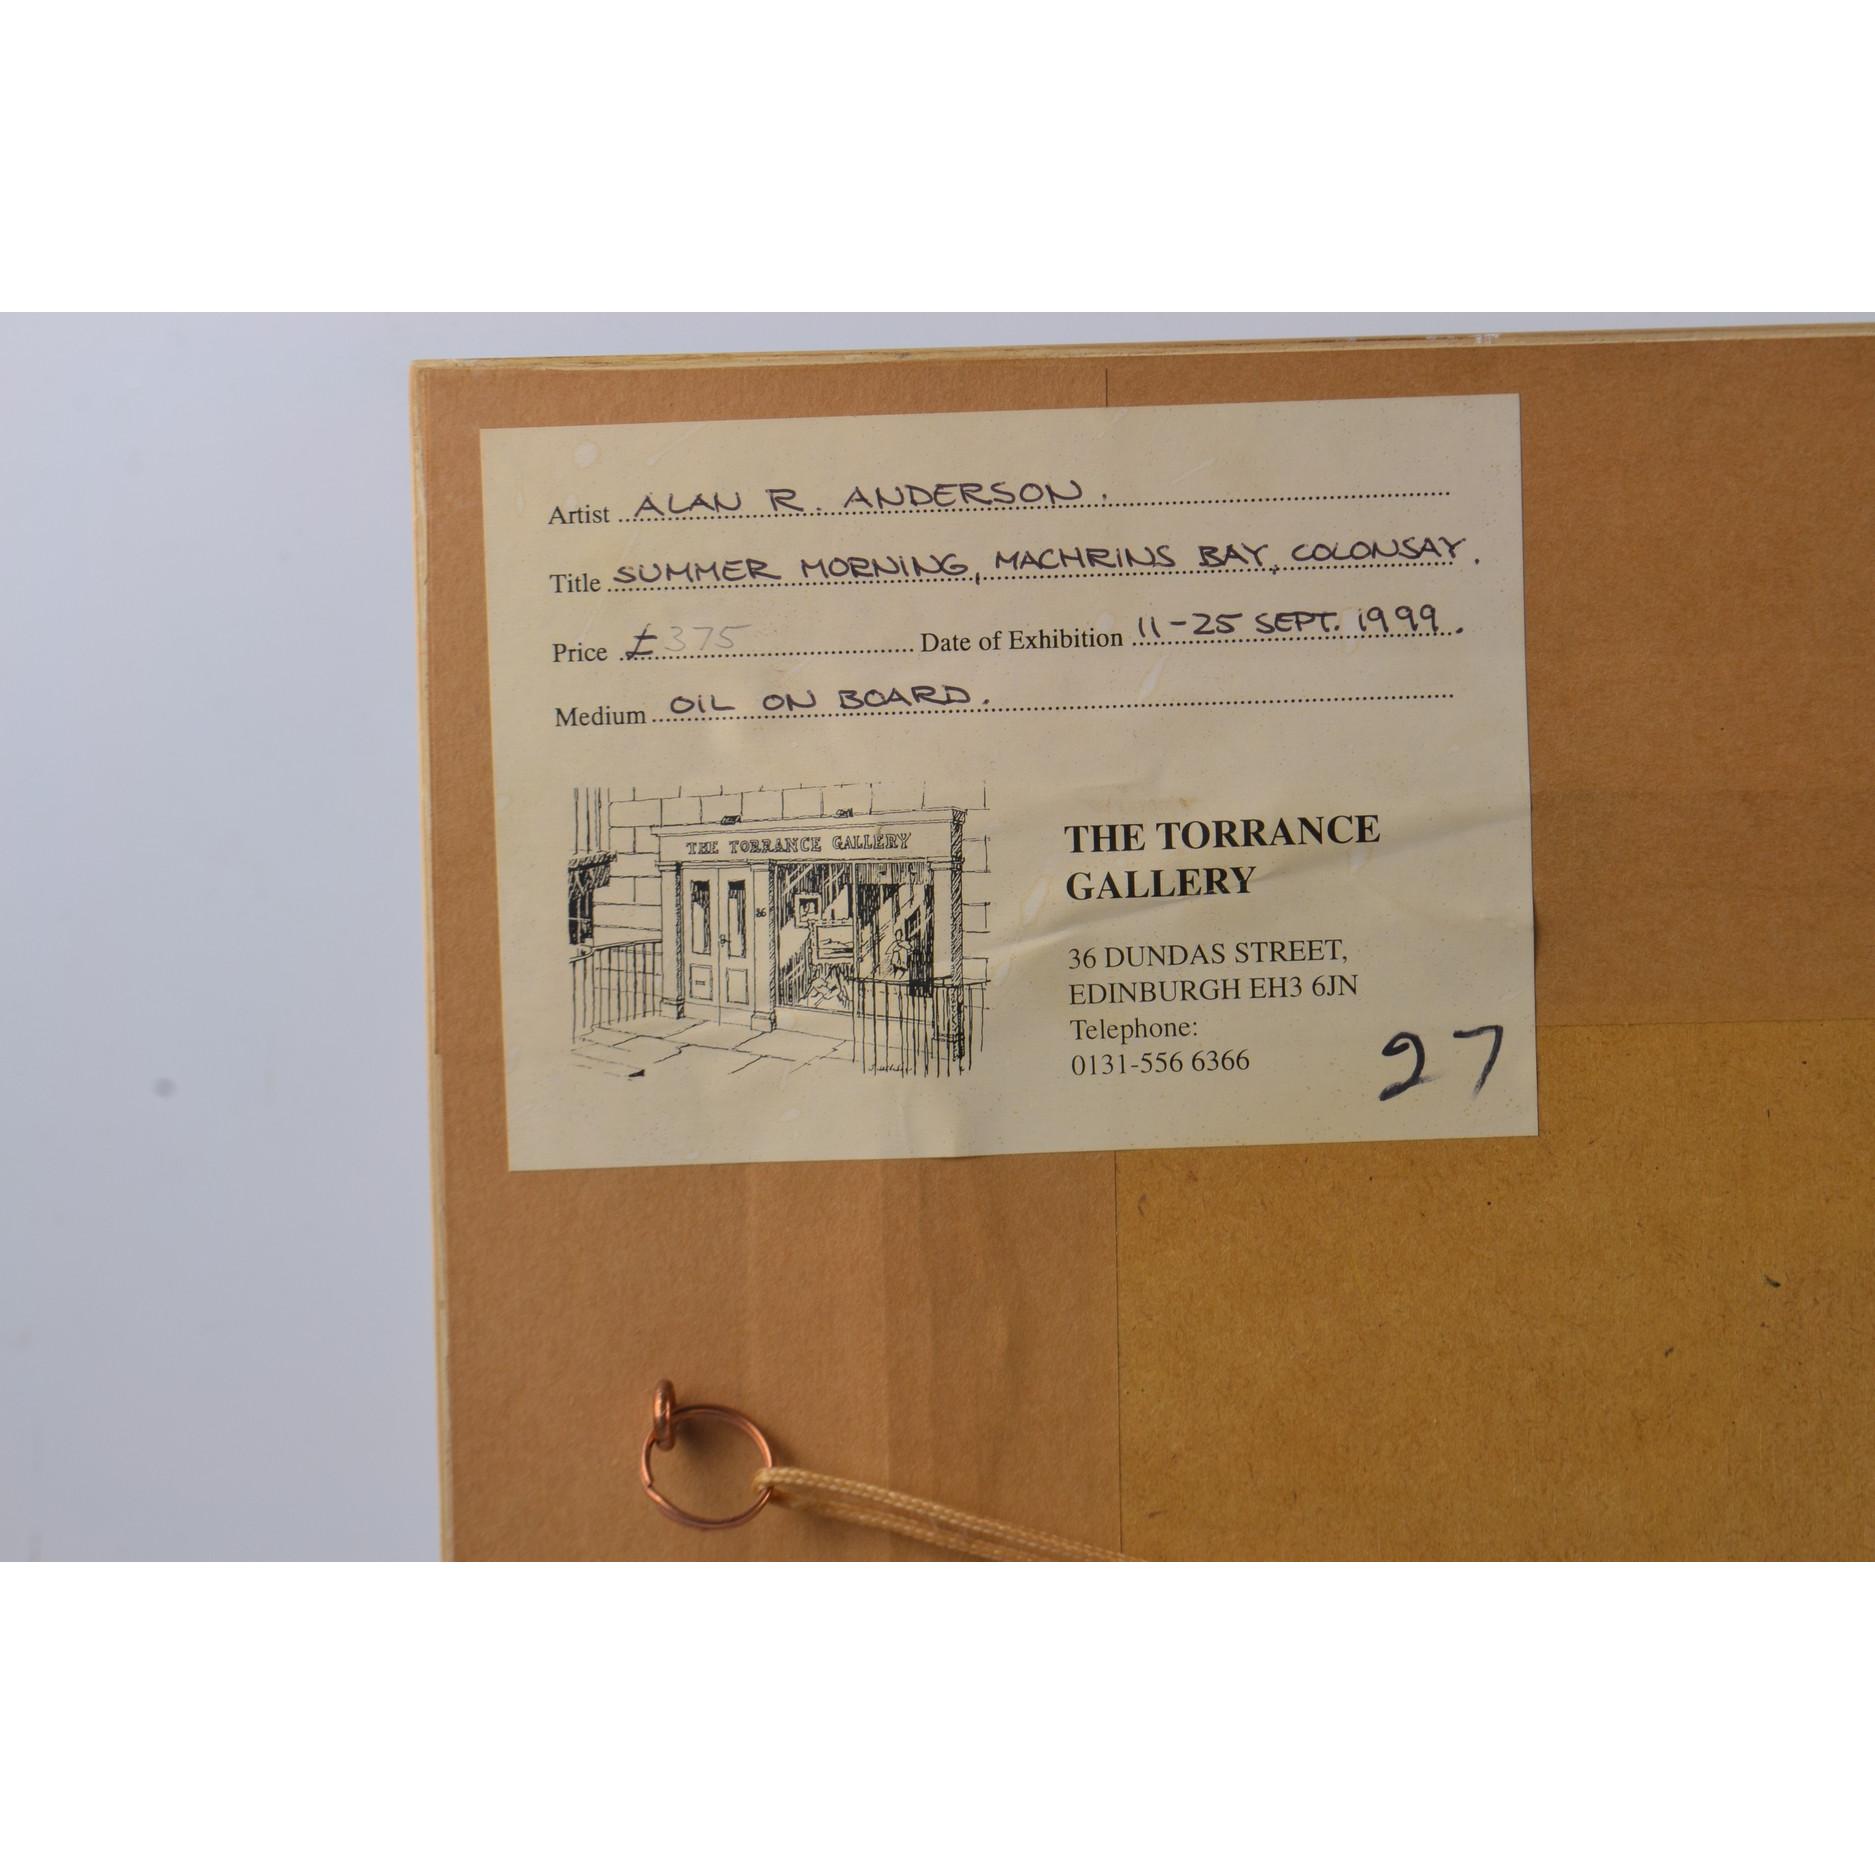 Artist ALAN R. ANDERSON.
Title SUMMER MORNING, MACHRINS BAY, COLONSAY.
Price £375 Date of Exhibition 11-25 SEPT. 1999.
Medium OIL ON BOARD.
THE TORRANCE GALLERY
36
THE TORRANCE
GALLERY
36 DUNDAS STREET,
EDINBURGH EH3 6JN
Telephone:
0131-556 6366
27